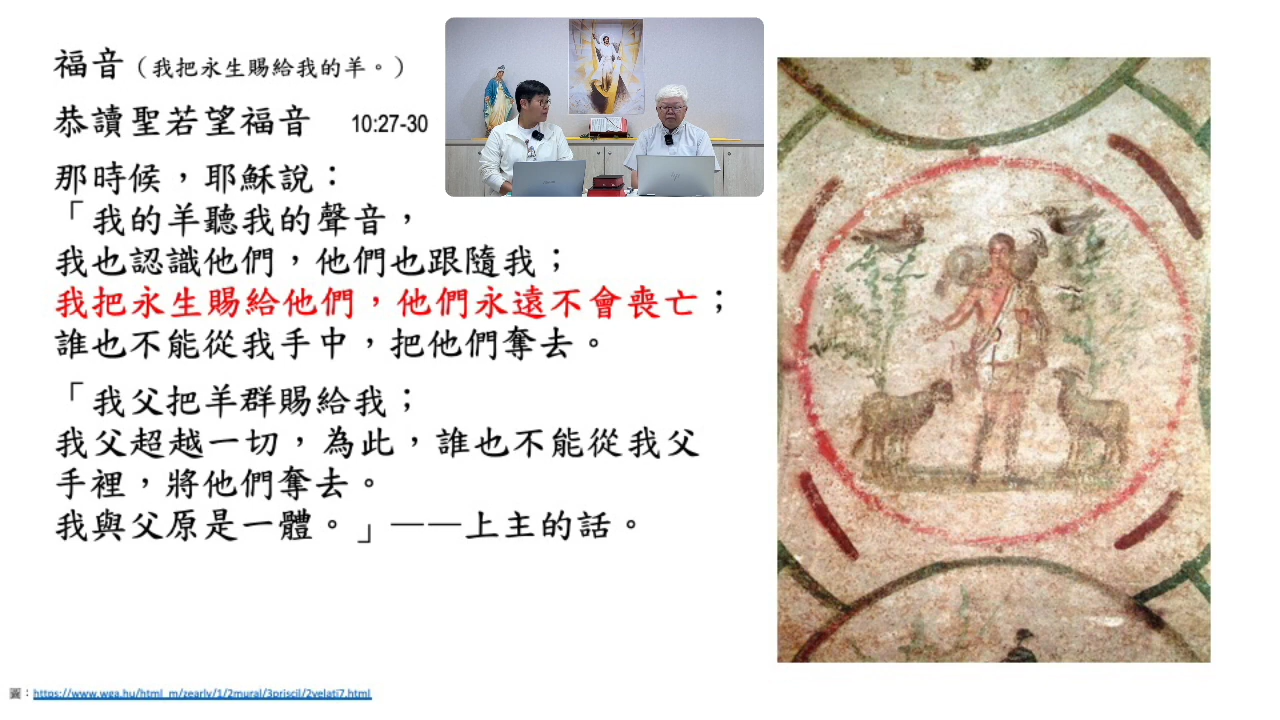 福音（我把永生賜給我的羊。）
恭讀聖若望福音 10:27-30
那時候，耶穌說：
「我的羊聽我的聲音，
我也認識他們，他們也跟隨我；
我把永生賜給他們，他們永遠不會喪亡；
誰也不能從我手中，把他們奪去。
「我父把羊群賜給我；
我父超越一切，為此，誰也不能從我父
手裡，將他們奪去。
我與父原是一體。」——上主的話。
圖：https://www.wga.hu/html_m/zearly/1/2mural/3priscil/2velati7.html